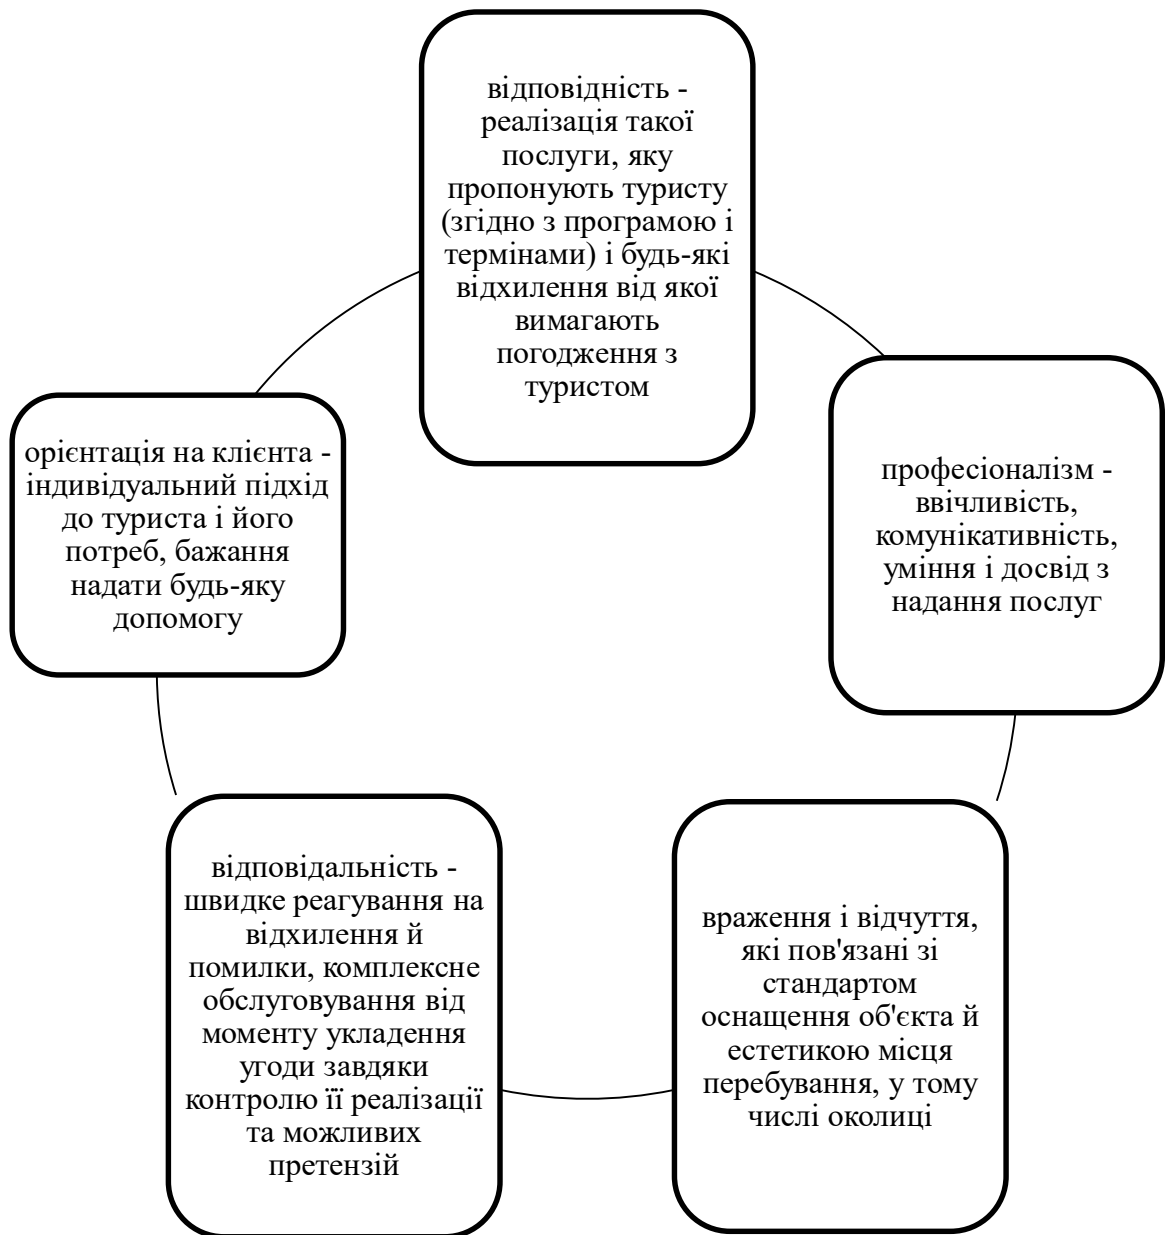 відповідність -
реалізація такої
послуги, яку
пропонують туристу
(згідно з програмою і
термінами) і будь-які
відхилення від якої
вимагають
погодження з
туристом
професіоналізм -
ввічливість,
комунікативність,
уміння і досвід з
надання послуг
враження і відчуття,
які пов'язані зі
стандартом
оснащення об'єкта й
естетикою місця
перебування, у тому
числі околиці
відповідальність -
швидке реагування на
відхилення й
помилки, комплексне
обслуговування від
моменту укладення
угоди завдяки
контролю її реалізації
та можливих
претензій
орієнтація на клієнта -
індивідуальний підхід
до туриста і його
потреб, бажання
надати будь-яку
допомогу